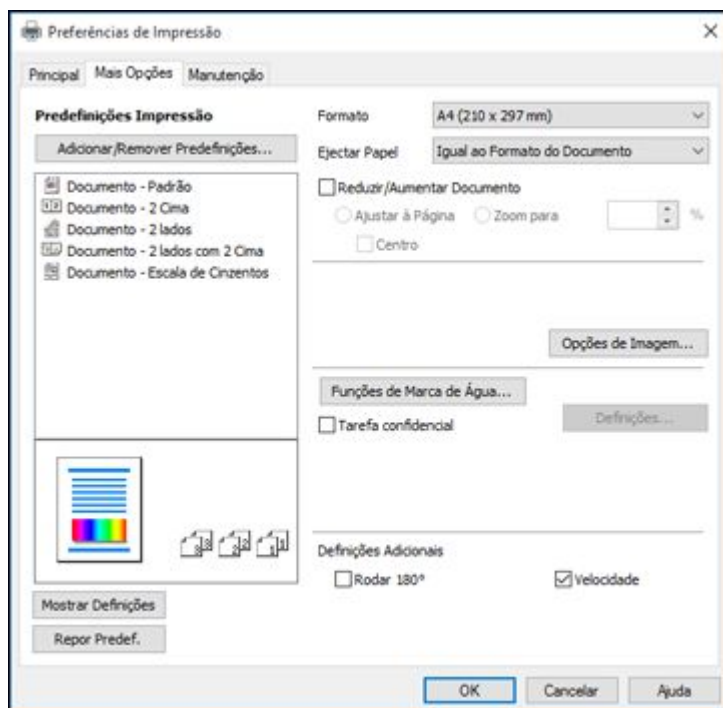 Preferências de Impressão
Principal
Mais Opções
Manutenção
Predefinições Impressão
Adicionar/Remover Predefinições...
Documento - Padrão
Documento - 2 Cima
Documento - 2 lados
Documento - 2 lados com 2 Cima
Documento - Escala de Cinzentos
Mostrar Definições
Repor Predef.
Formato
A4 (210 x 297 mm)
Ejectar Papel
Igual ao Formato do Documento
Reduzir/Aumentar Documento
Ajustar à Página
Zoom para
%
Centro
Opções de Imagem...
Funções de Marca de Água...
Tarefa confidencial
Definições...
Definições Adicionais
Rodar 180°
Velocidade
OK
Cancelar
Ajuda